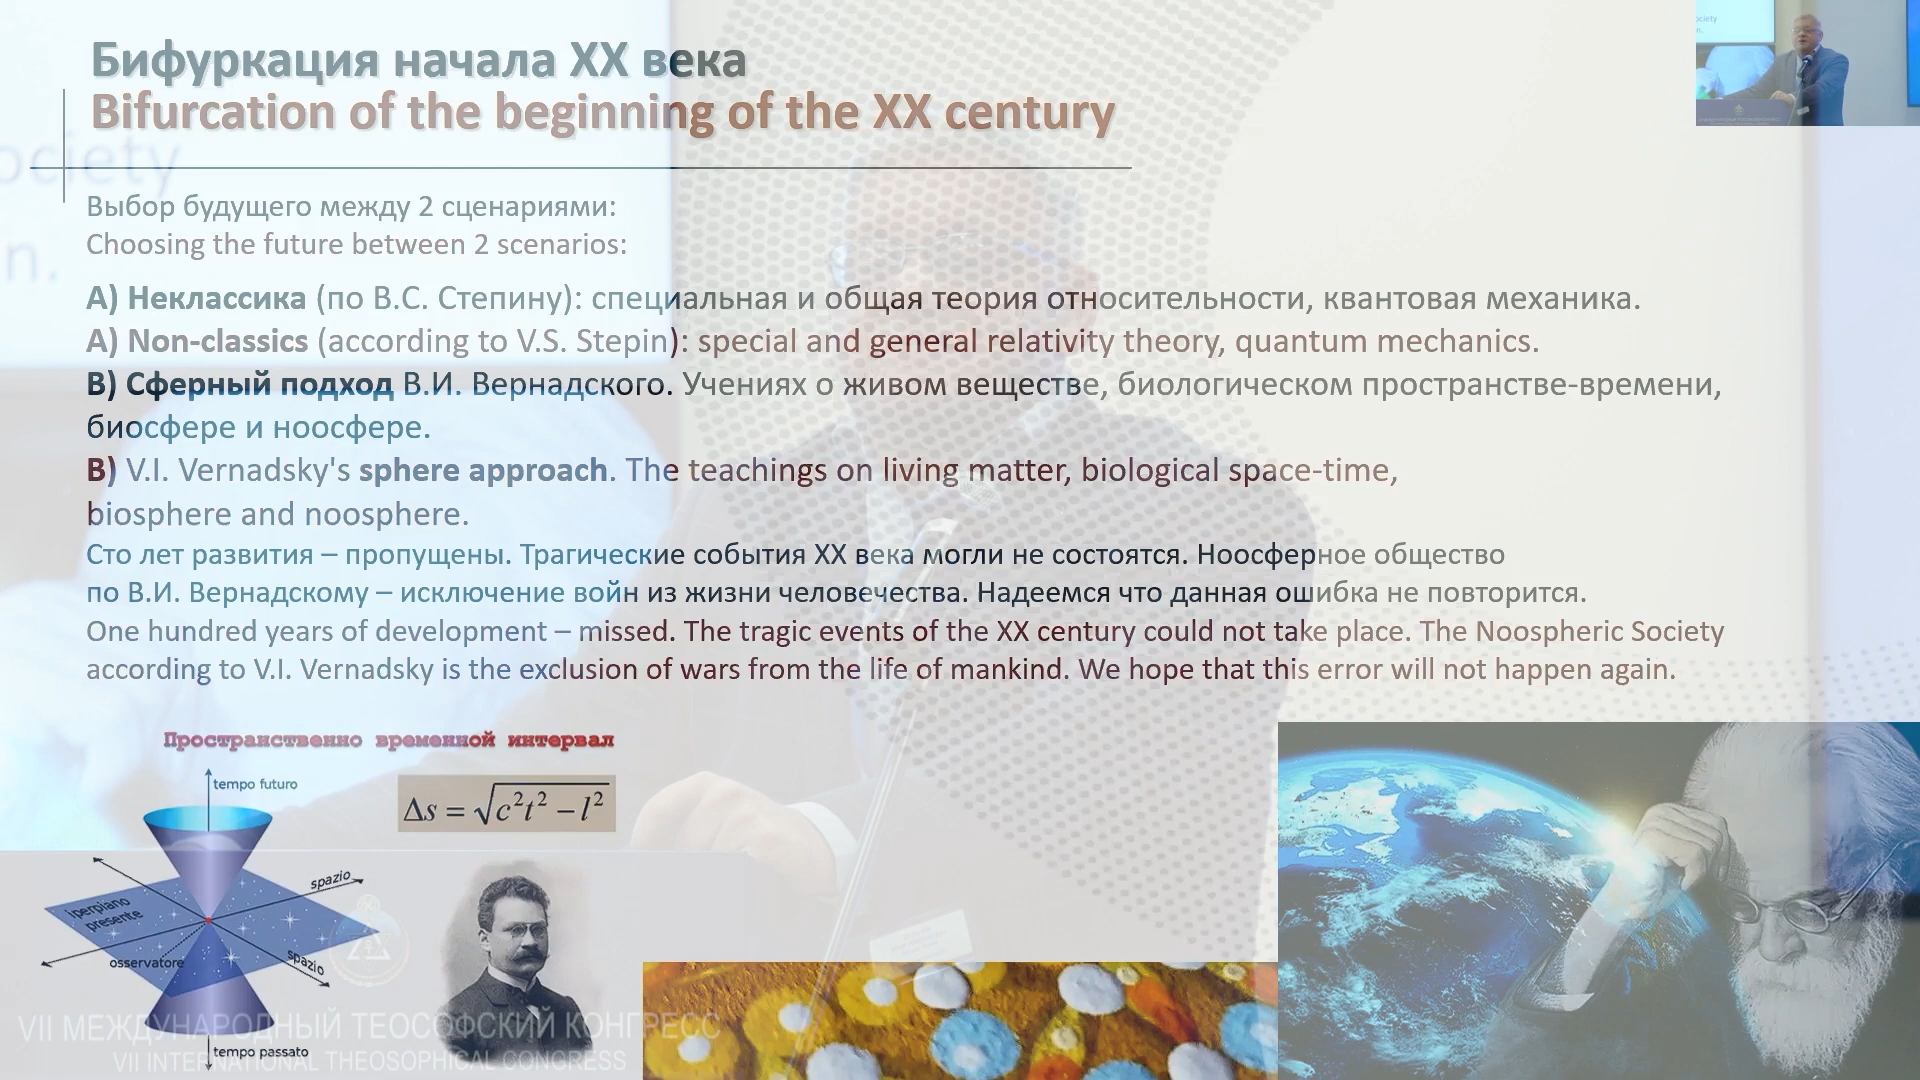 Бифуркация начала XX века
Bifurcation of the beginning of the XX century
ociety
ociety
n.
n.
Выбор будущего между 2 сценариями:
Choosing the future between 2 scenarios:
А) Неклассика (по В.С. Степину): специальная и общая теория относительности, квантовая механика.
A) Non-classics (according to V.S. Stepin): special and general relativity theory, quantum mechanics.
В) Сферный подход В.И. Вернадского. Учениях о живом веществе, биологическом пространстве-времени,
биосфере и ноосфере.
B) V.I. Vernadsky's sphere approach. The teachings on living matter, biological space-time,
biosphere and noosphere.
Сто лет развития – пропущены. Трагические события XX века могли не состоятся. Ноосферное общество
по В.И. Вернадскому – исключение войн из жизни человечества. Надеемся что данная ошибка не повторится.
One hundred years of development – missed. The tragic events of the XX century could not take place. The Noospheric Society
according to V.I. Vernadsky is the exclusion of wars from the life of mankind. We hope that this error will not happen again.
Пространственно временной интервал
tempo futuro
Δs = √c²t² – l²
spazio
iperpiano
presente
osservatore
spazio
VII МЕЖДУНАРОДНЫЙ ТЕОСОФСКИЙ КОНГРЕСС
tempo passato
VII INTERNATIONAL THEOSOPHICAL CONGRESS